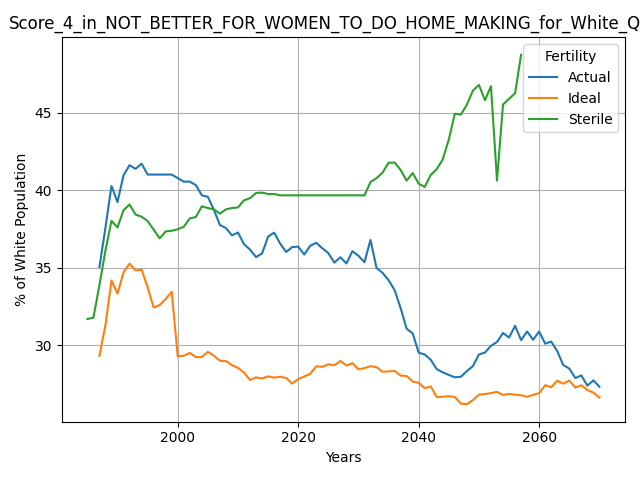 Score_4_in_NOT_BETTER_FOR_WOMEN_TO_DO_HOME_MAKING_for_White_Q
Fertility
Actual
Ideal
Sterile
% of White Population
45
40
35
30
2000
2020
2040
2060
Years